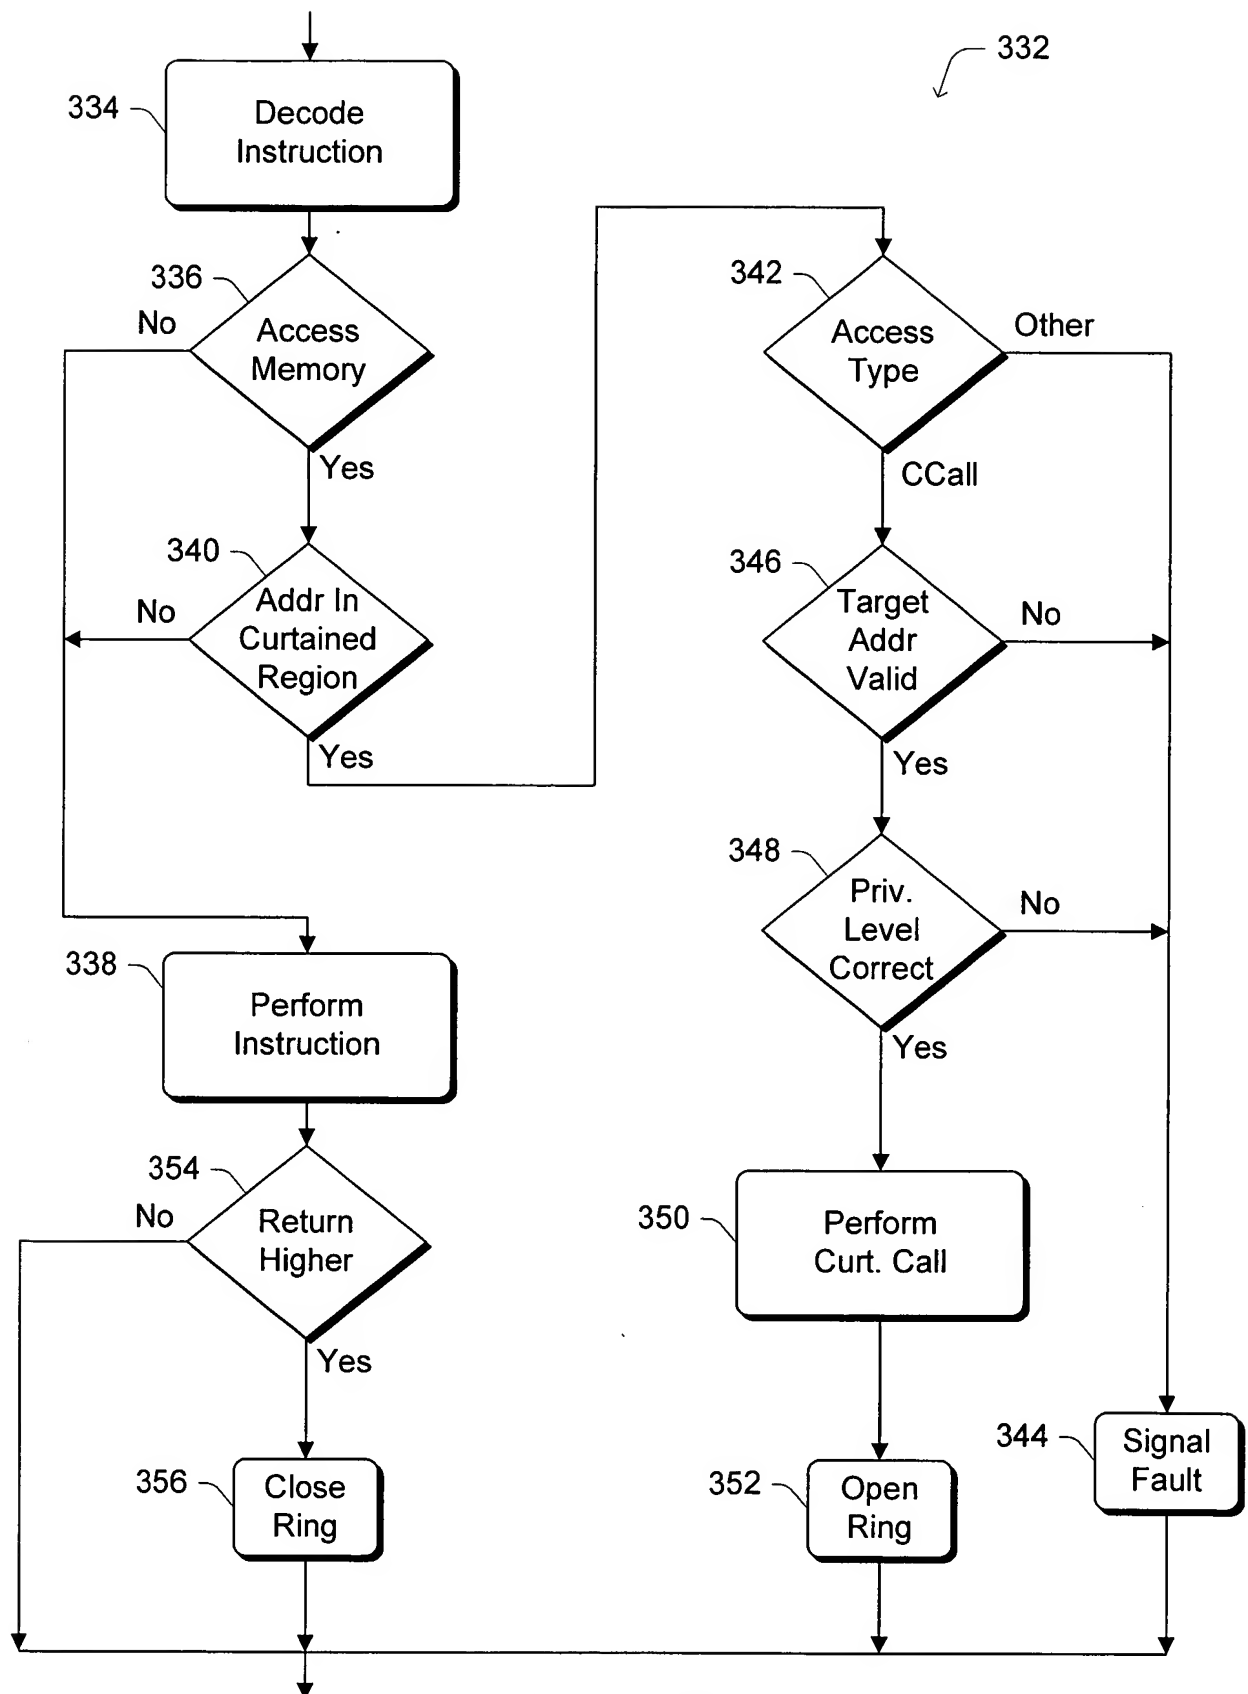 332
334
Decode
Instruction
336
No
Access
Memory
Yes
342
Access
Type
Other
CCall
340
No
Addr In
Curtained
Region
Yes
346
Target
Addr
Valid
No
Yes
348
Priv.
Level
Correct
No
Yes
338
Perform
Instruction
354
No
Return
Higher
Yes
350
Perform
Curt. Call
356
Close
Ring
352
Open
Ring
344
Signal
Fault